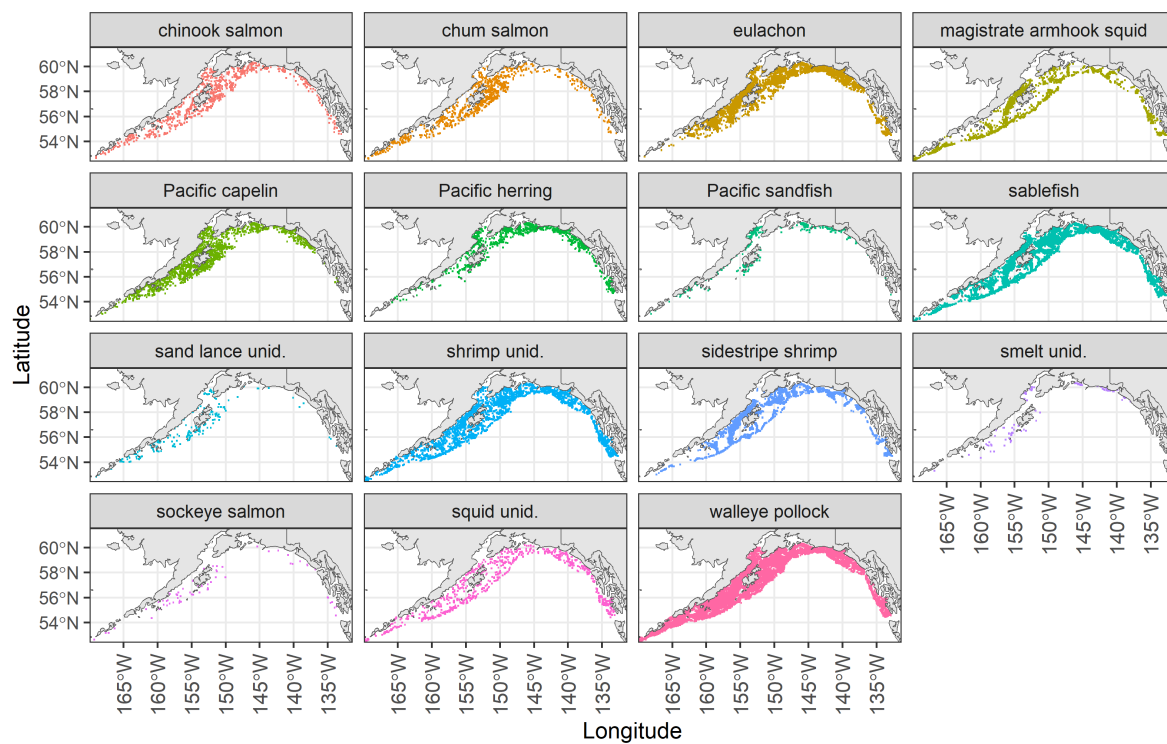 chinook salmon
chum salmon
eulachon
magistrate armhook squid
60°N
58°N
56°N
54°N
Pacific capelin
Pacific herring
Pacific sandfish
sablefish
60°N
58°N
56°N
54°N
Latitude
sand lance unid.
shrimp unid.
sidestripe shrimp
smelt unid.
60°N
58°N
56°N
54°N
165°W
160°W
155°W
150°W
145°W
140°W
135°W
sockeye salmon
squid unid.
walleye pollock
60°N
58°N
56°N
54°N
165°W
160°W
155°W
150°W
145°W
140°W
135°W
165°W
160°W
155°W
150°W
145°W
140°W
135°W
165°W
160°W
155°W
150°W
145°W
140°W
135°W
Longitude